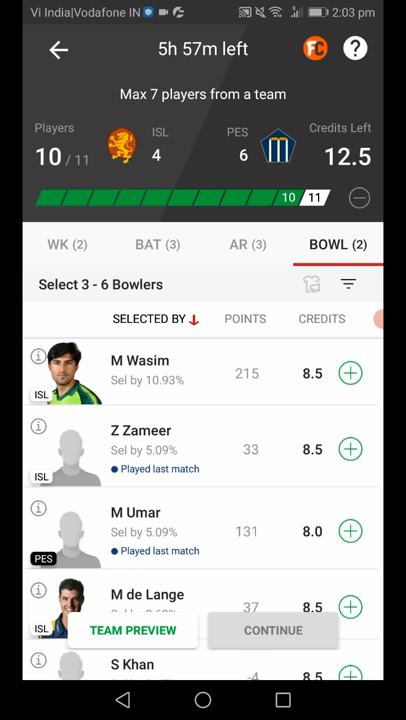 Vi India|Vodafone IN 2:03 pm
5h 57m left
Max 7 players from a team
Players ISL PES Credits Left
10 / 11 4 6 12.5
10 11
WK (2) BAT (3) AR (3) BOWL (2)
Select 3 - 6 Bowlers
SELECTED BY POINTS CREDITS
M Wasim
Sel by 10.93% 215 8.5
ISL
Z Zameer
Sel by 5.09% 33 8.5
Played last match
ISL
M Umar
Sel by 5.09% 131 8.0
Played last match
PES
M de Lange
37 8.5
ISL
TEAM PREVIEW CONTINUE
S Khan
-4 8.5